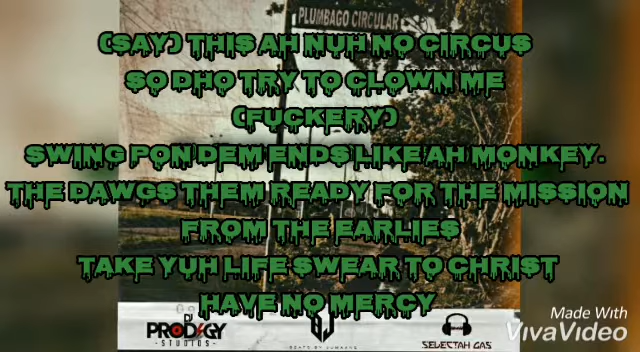 PLUMBAGO CIRCULAR
(SAY) THIS AH NUH NO CIRCUS
SO DHO TRY TO CLOWN ME
(FUCKERY)
SWING PON DEM ENDS LIKE AH MONKEY.
THE DAWGS THEM READY FOR THE MISSION
FROM THE EARLIES
TAKE YUH LIFE SWEAR TO CHRIST
HAVE NO MERCY
DJ
PRODIGY
-STUDIOS-
SELECTAH GAS
Made With
VivaVideo